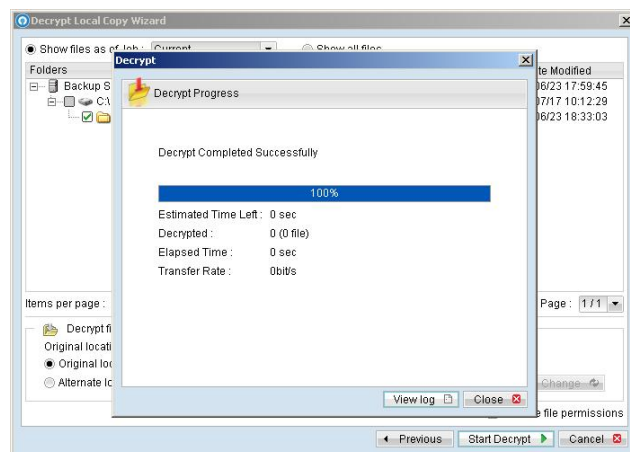 Decrypt Local Copy Wizard
Show files as of Job : Current Show all files
Decrypt
Folders
te Modified
Backup S
06/23 17:59:45
C:\
07/17 10:12:29
06/23 18:33:03
Decrypt Progress
Decrypt Completed Successfully
100%
Estimated Time Left : 0 sec
Decrypted : 0 (0 file)
Elapsed Time : 0 sec
Transfer Rate : 0bit/s
Items per page :
Page : 1 / 1
Decrypt fi
Original locati
Original loc
Alternate lo
Change
View log Close
e file permissions
Previous Start Decrypt Cancel